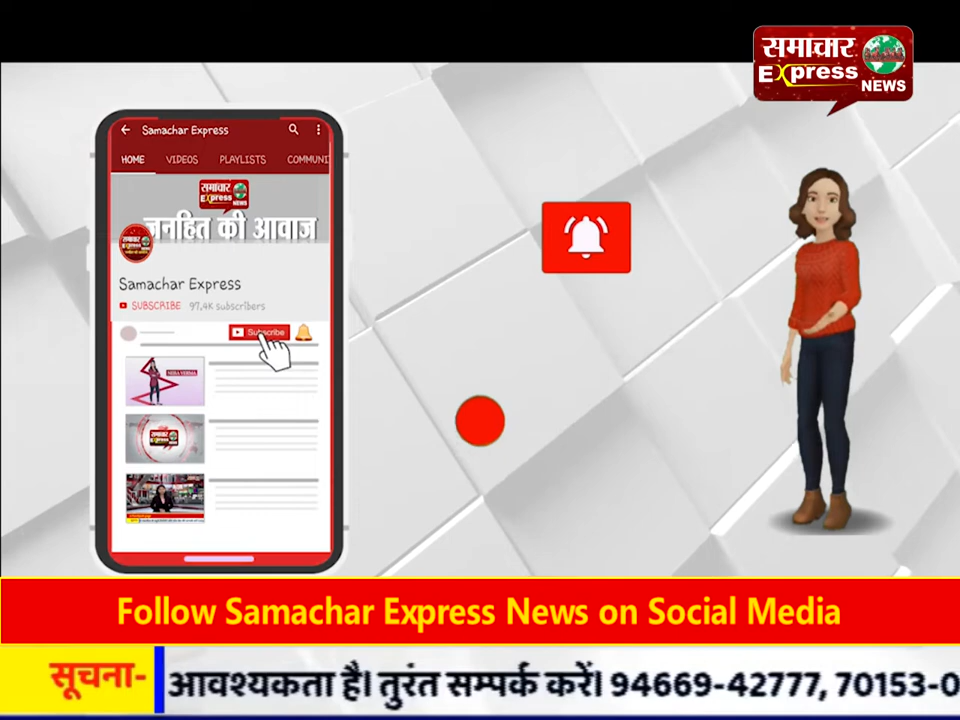 समाचार
Express
NEWS
Samachar Express
HOME VIDEOS PLAYLISTS COMMUNI
समाचार
Express
NEWS
जनहित की आवाज
Samachar Express
SUBSCRIBE 97.4K subscribers
Subscribe
Follow Samachar Express News on Social Media
सूचना- आवश्यकता है। तुरंत सम्पर्क करें। 94669-42777, 70153-0